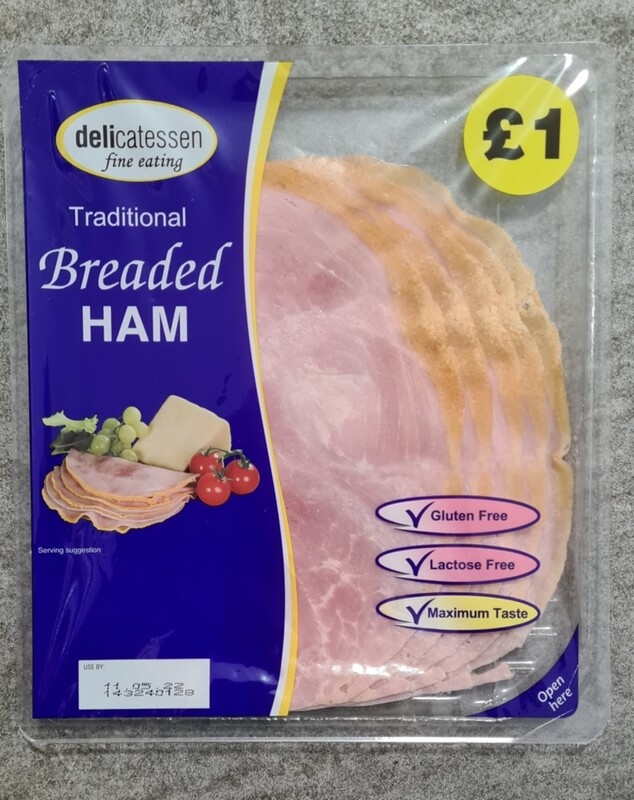 delicatessen
fine eating
£1
Traditional
Breaded
HAM
Gluten Free
Lactose Free
Maximum Taste
Serving suggestion
USE BY:
11.05.22
Open
here